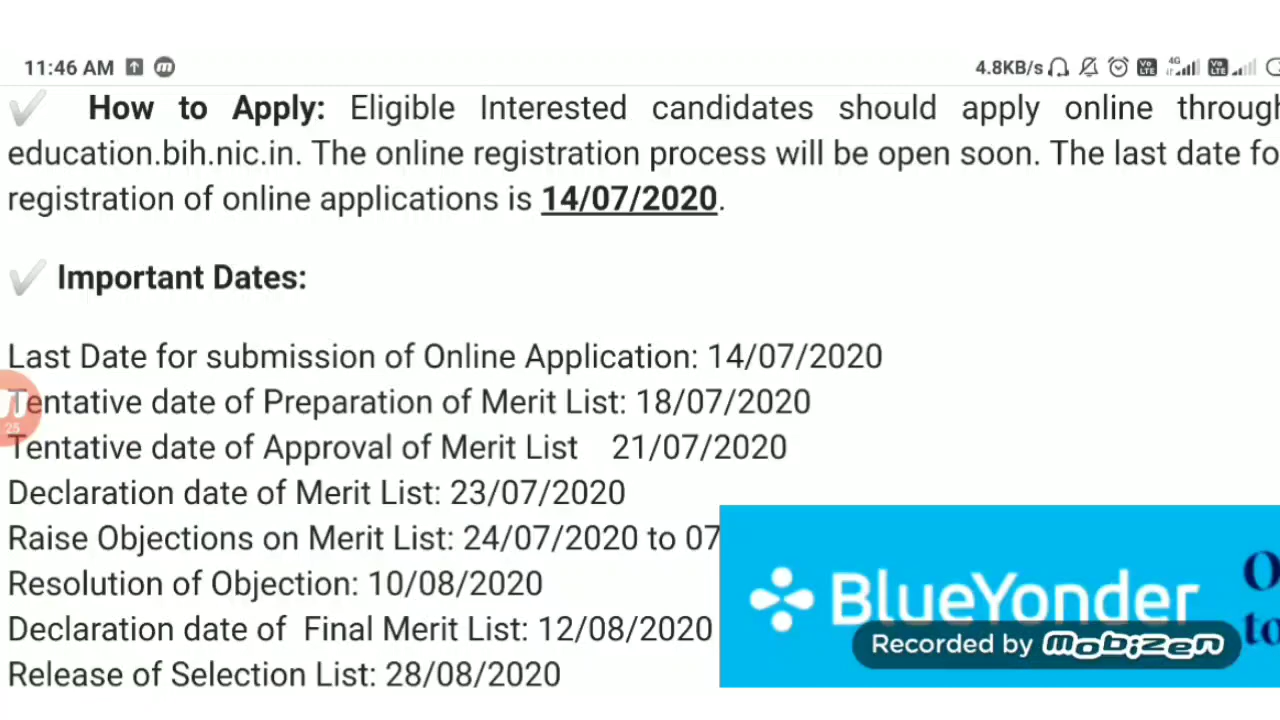 11:46 AM
4.8KB/s
How to Apply: Eligible Interested candidates should apply online through
education.bih.nic.in. The online registration process will be open soon. The last date fo
registration of online applications is 14/07/2020.
Important Dates:
Last Date for submission of Online Application: 14/07/2020
Tentative date of Preparation of Merit List: 18/07/2020
25
Tentative date of Approval of Merit List 21/07/2020
Declaration date of Merit List: 23/07/2020
Raise Objections on Merit List: 24/07/2020 to 07
Resolution of Objection: 10/08/2020
Declaration date of Final Merit List: 12/08/2020
Release of Selection List: 28/08/2020
BlueYonder
Recorded by mobizen
to